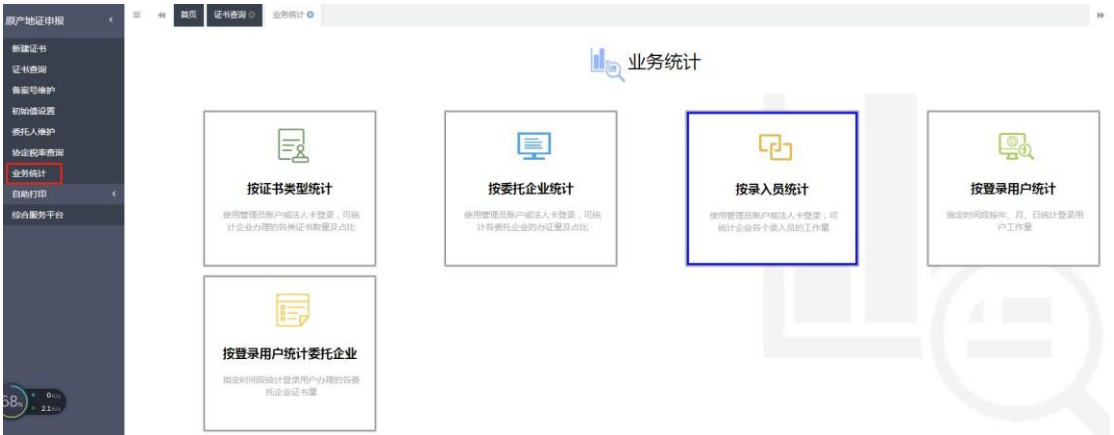 原产地证申报
首页
证书查询
业务统计
新建证书
证书查询
备案号维护
初始值设置
委托人维护
协定税率查询
业务统计
自助打印
综合服务平台
业务统计
按证书类型统计
使用管理员账户或法人卡登录，可统
计企业办理的各类证书数量及占比
按委托企业统计
使用管理员账户或法人卡登录，可统
计各委托企业的办证量及占比
按录入员统计
使用管理员账户或法人卡登录，可
统计企业各个录入员的工作量
按登录用户统计
指定时间段按年、月、日统计登录用
户工作量
按登录用户统计委托企业
指定时间段统计登录用户办理的各委
托企业证书量
68%
0K/s
2.1K/s